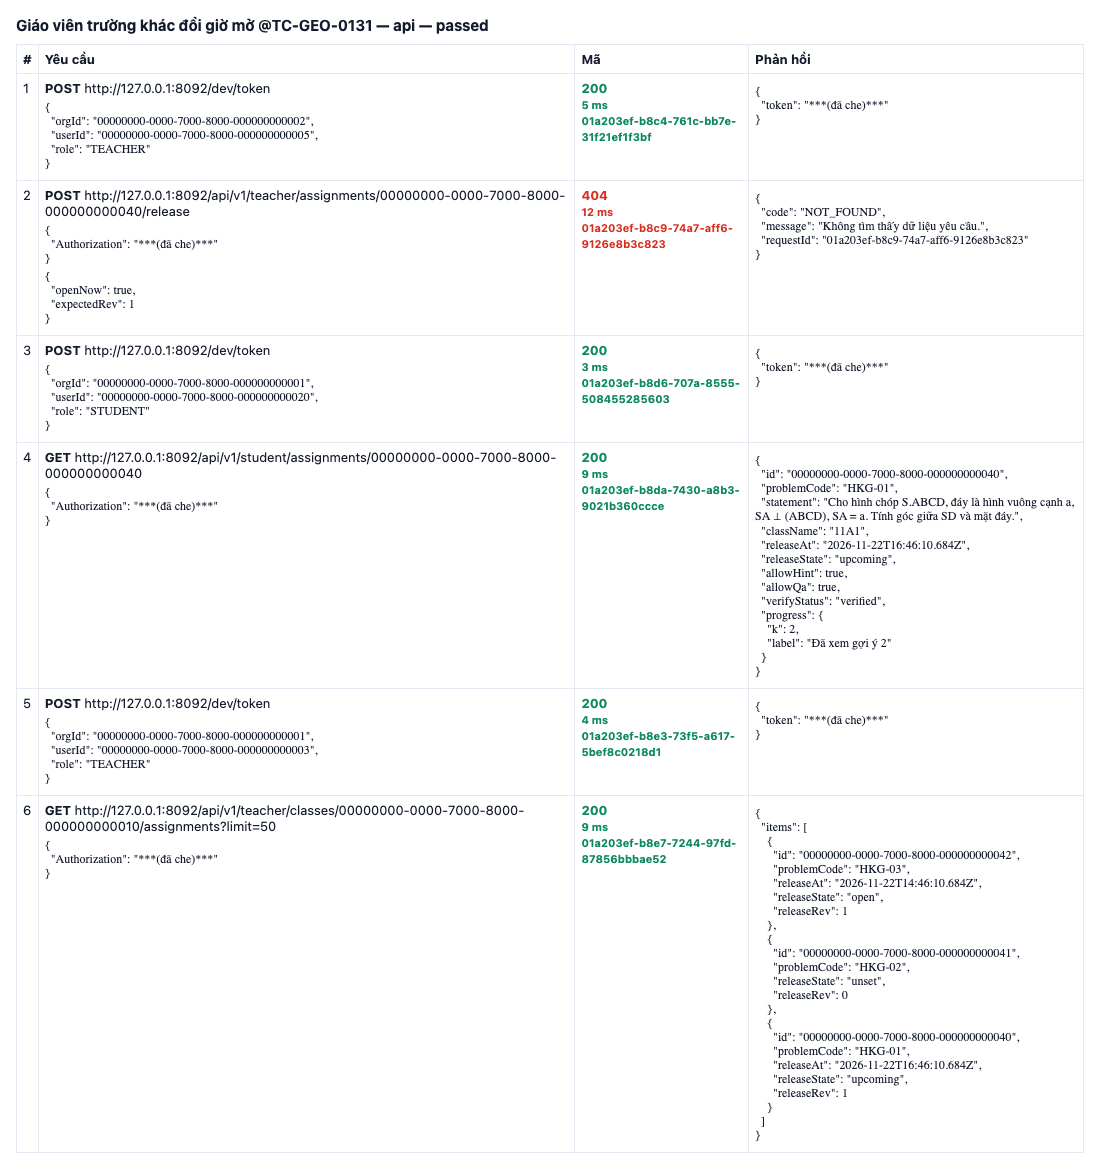 Giáo viên trường khác đổi giờ mở @TC-GEO-0131 — api — passed
# Yêu cầu Mã Phản hồi
1
POST http://127.0.0.1:8092/dev/token
{
"orgId": "00000000-0000-7000-8000-000000000002",
"userId": "00000000-0000-7000-8000-000000000005",
"role": "TEACHER"
}
200
5 ms
01a203ef-b8c4-761c-bb7e-
31f21ef1f3bf
{
"token": "***(đã che)***"
}
2
POST http://127.0.0.1:8092/api/v1/teacher/assignments/00000000-0000-7000-8000-
000000000040/release
{
"Authorization": "***(đã che)***"
}
{
"openNow": true,
"expectedRev": 1
}
404
12 ms
01a203ef-b8c9-74a7-aff6-
9126e8b3c823
{
"code": "NOT_FOUND",
"message": "Không tìm thấy dữ liệu yêu cầu.",
"requestId": "01a203ef-b8c9-74a7-aff6-9126e8b3c823"
}
3
POST http://127.0.0.1:8092/dev/token
{
"orgId": "00000000-0000-7000-8000-000000000001",
"userId": "00000000-0000-7000-8000-000000000020",
"role": "STUDENT"
}
200
3 ms
01a203ef-b8d6-707a-8555-
508455285603
{
"token": "***(đã che)***"
}
4
GET http://127.0.0.1:8092/api/v1/student/assignments/00000000-0000-7000-8000-
000000000040
{
"Authorization": "***(đã che)***"
}
200
9 ms
01a203ef-b8da-7430-a8b3-
9021b360ccce
{
"id": "00000000-0000-7000-8000-000000000040",
"problemCode": "HKG-01",
"statement": "Cho hình chóp S.ABCD, đáy là hình vuông cạnh a,
SA ⊥ (ABCD), SA = a. Tính góc giữa SD và mặt đáy.",
"className": "11A1",
"releaseAt": "2026-11-22T16:46:10.684Z",
"releaseState": "upcoming",
"allowHint": true,
"allowQa": true,
"verifyStatus": "verified",
"progress": {
"k": 2,
"label": "Đã xem gợi ý 2"
}
}
5
POST http://127.0.0.1:8092/dev/token
{
"orgId": "00000000-0000-7000-8000-000000000001",
"userId": "00000000-0000-7000-8000-000000000003",
"role": "TEACHER"
}
200
4 ms
01a203ef-b8e3-73f5-a617-
5bef8c0218d1
{
"token": "***(đã che)***"
}
6
GET http://127.0.0.1:8092/api/v1/teacher/classes/00000000-0000-7000-8000-
000000000010/assignments?limit=50
{
"Authorization": "***(đã che)***"
}
200
9 ms
01a203ef-b8e7-7244-97fd-
87856bbbae52
{
"items": [
{
"id": "00000000-0000-7000-8000-000000000042",
"problemCode": "HKG-03",
"releaseAt": "2026-11-22T14:46:10.684Z",
"releaseState": "open",
"releaseRev": 1
},
{
"id": "00000000-0000-7000-8000-000000000041",
"problemCode": "HKG-02",
"releaseState": "unset",
"releaseRev": 0
},
{
"id": "00000000-0000-7000-8000-000000000040",
"problemCode": "HKG-01",
"releaseAt": "2026-11-22T16:46:10.684Z",
"releaseState": "upcoming",
"releaseRev": 1
}
]
}